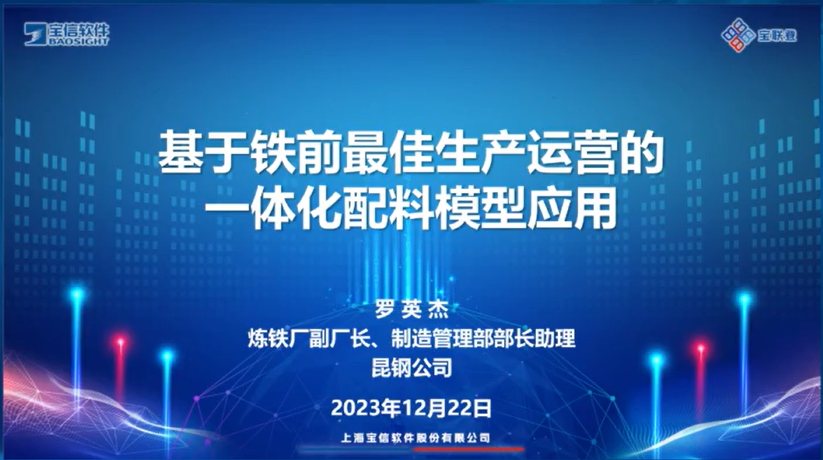 宝信软件
BAOSIGHT
宝联登
基于铁前最佳生产运营的
一体化配料模型应用
罗英杰
炼铁厂副厂长、制造管理部部长助理
昆钢公司
2023年12月22日
上海宝信软件股份有限公司